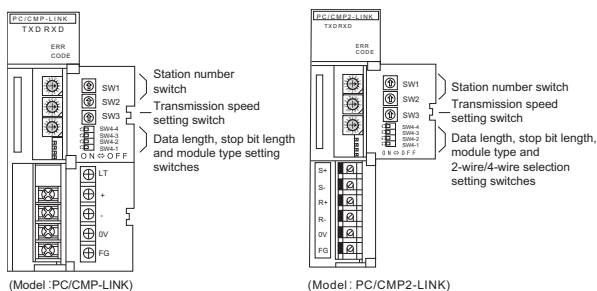 PC/CMP-LINK
TXD RXD
ERR
CODE
SW1
SW2
SW3
SW4-4
SW4-3
SW4-2
SW4-1
ON⇔OFF
LT
+
-
0V
FG
Station number
switch
Transmission speed
setting switch
Data length, stop bit length
and module type setting
switches
(Model :PC/CMP-LINK)
PC/CMP2-LINK
TXD RXD
ERR
CODE
SW1
SW2
SW3
SW4-4
SW4-3
SW4-2
SW4-1
ON⇔OFF
S+
S-
R+
R-
0V
FG
Station number switch
Transmission speed
setting switch
Data length, stop bit length,
module type and
2-wire/4-wire selection
setting switches
(Model: PC/CMP2-LINK)